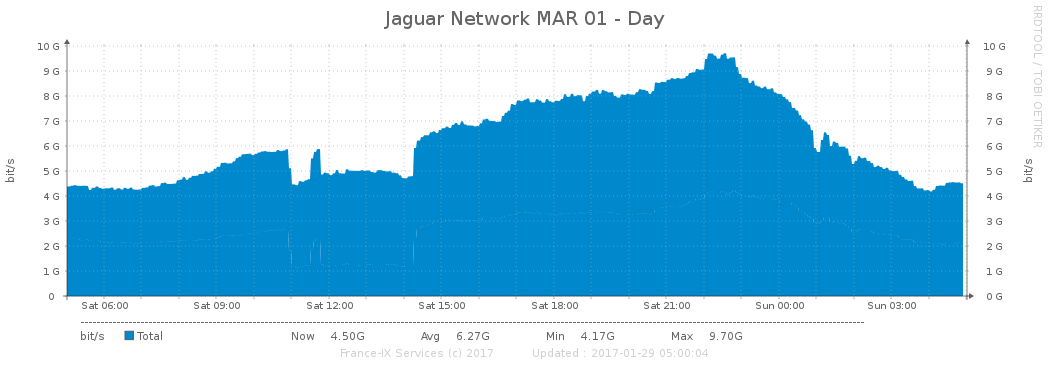 Jaguar Network MAR 01 - Day
RRDTOOL / TOBI OETIKER
bit/s
10 G 10 G
9 G 9 G
8 G 8 G
7 G 7 G
6 G 6 G
5 G 5 G
4 G 4 G
3 G 3 G
2 G 2 G
1 G 1 G
0 0 G
bit/s
Sat 06:00 Sat 09:00 Sat 12:00 Sat 15:00 Sat 18:00 Sat 21:00 Sun 00:00 Sun 03:00
bit/s Total Now 4.50G Avg 6.27G Min 4.17G Max 9.70G
France-IX Services (c) 2017 Updated : 2017-01-29 05:00:04